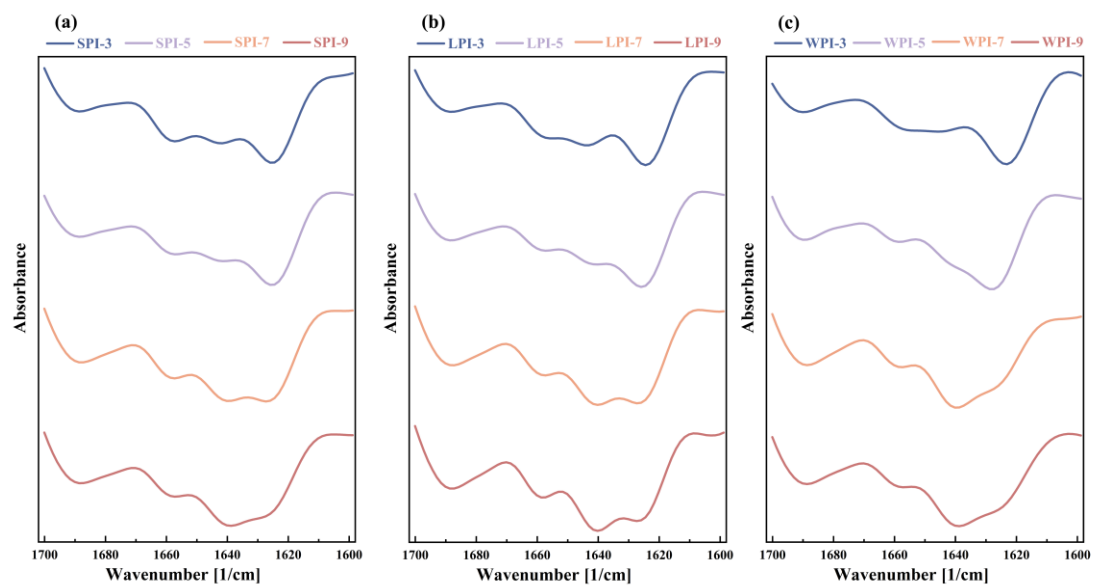 (a)
SPI-3 SPI-5 SPI-7 SPI-9
Absorbance
1700 1680 1660 1640 1620 1600
Wavenumber [1/cm]
(b)
LPI-3 LPI-5 LPI-7 LPI-9
Absorbance
1700 1680 1660 1640 1620 1600
Wavenumber [1/cm]
(c)
WPI-3 WPI-5 WPI-7 WPI-9
Absorbance
1700 1680 1660 1640 1620 1600
Wavenumber [1/cm]